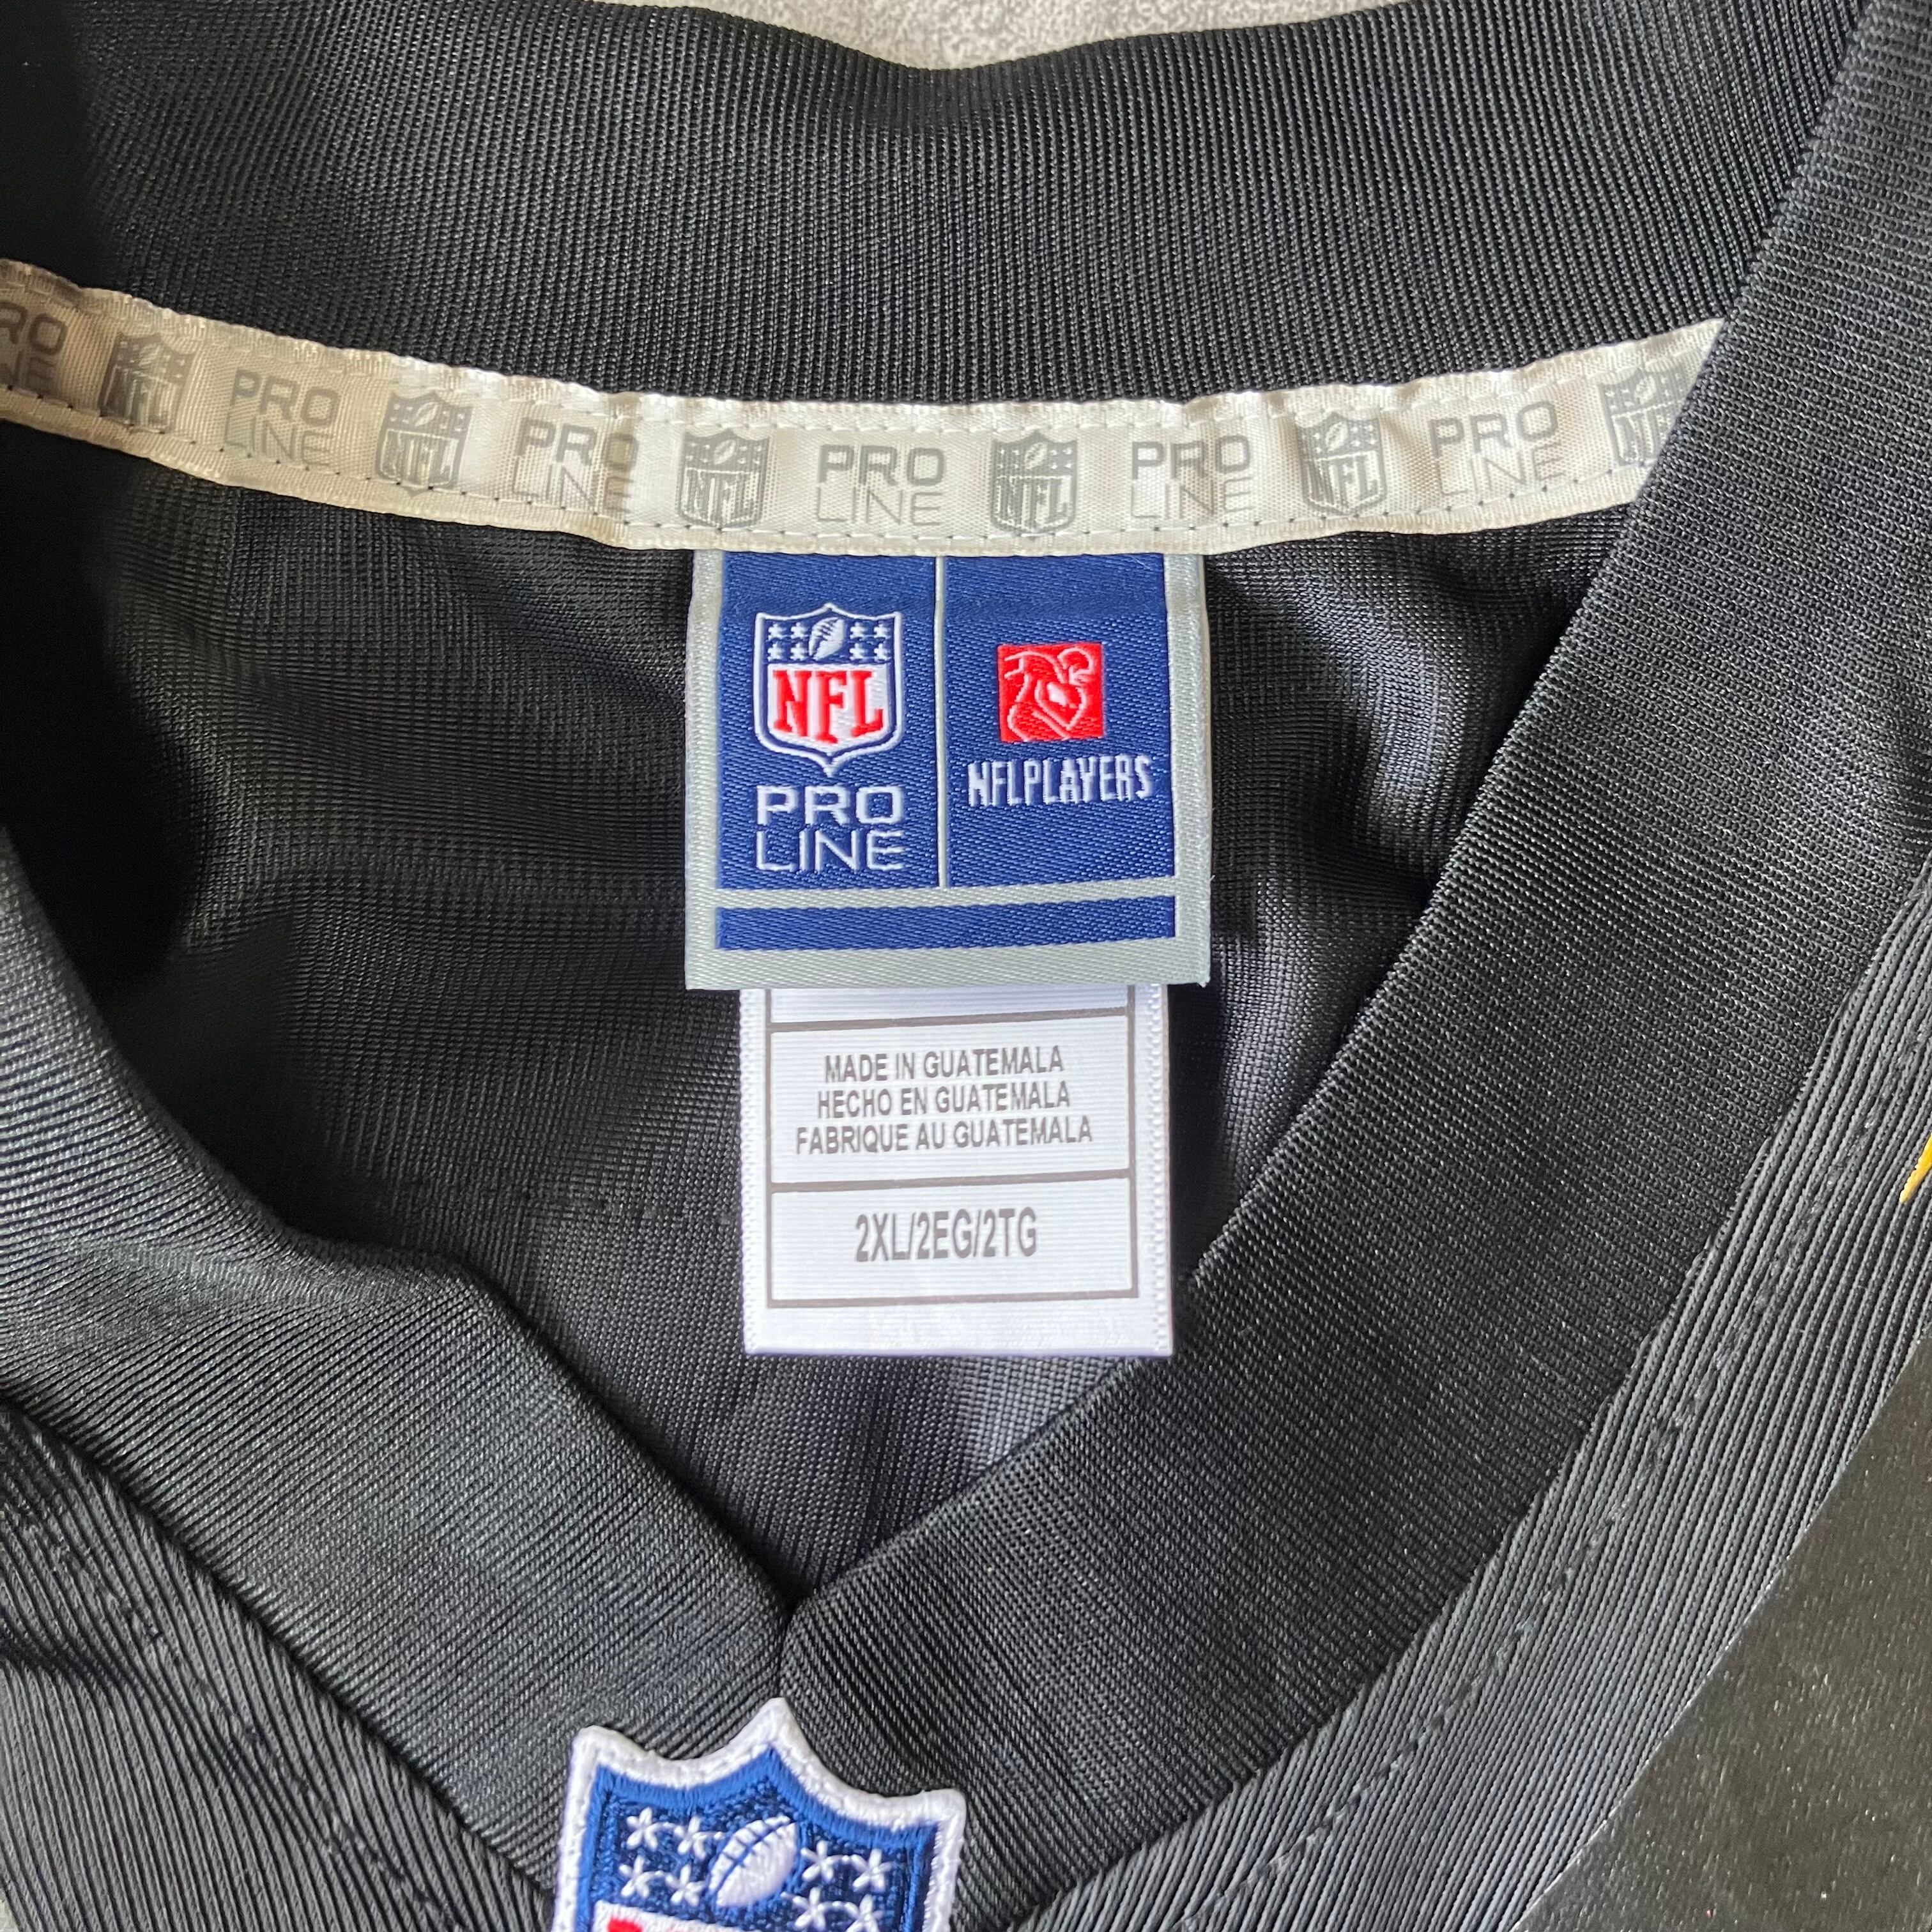 PRO NFL PRO NFL PRO NFL PRO NFL PRO NFL PRO NFL
LINE LINE LINE LINE LINE LINE
NFL
PRO
LINE
NFLPLAYERS
MADE IN GUATEMALA
HECHO EN GUATEMALA
FABRIQUE AU GUATEMALA
2XL/2EG/2TG